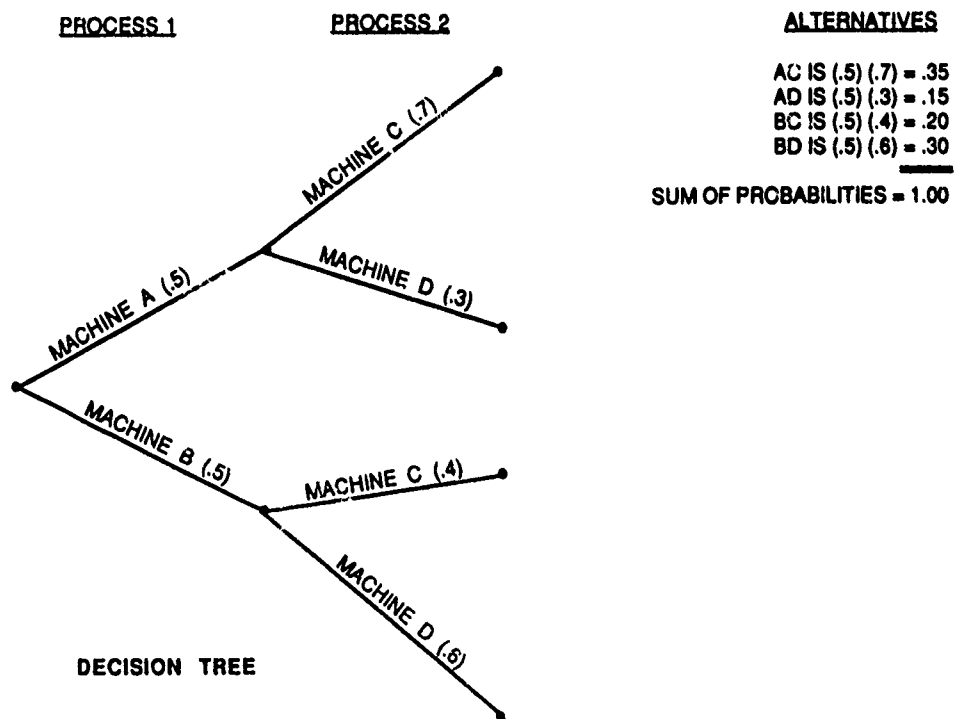 PROCESS 1
PROCESS 2
ALTERNATIVES
AC IS (.5) (.7) = .35
AD IS (.5) (.3) = .15
BC IS (.5) (.4) = .20
BD IS (.5) (.6) = .30
SUM OF PROBABILITIES = 1.00
MACHINE C (.7)
MACHINE D (.3)
MACHINE A (.5)
MACHINE B (.5)
MACHINE C (.4)
MACHINE D (.6)
DECISION TREE